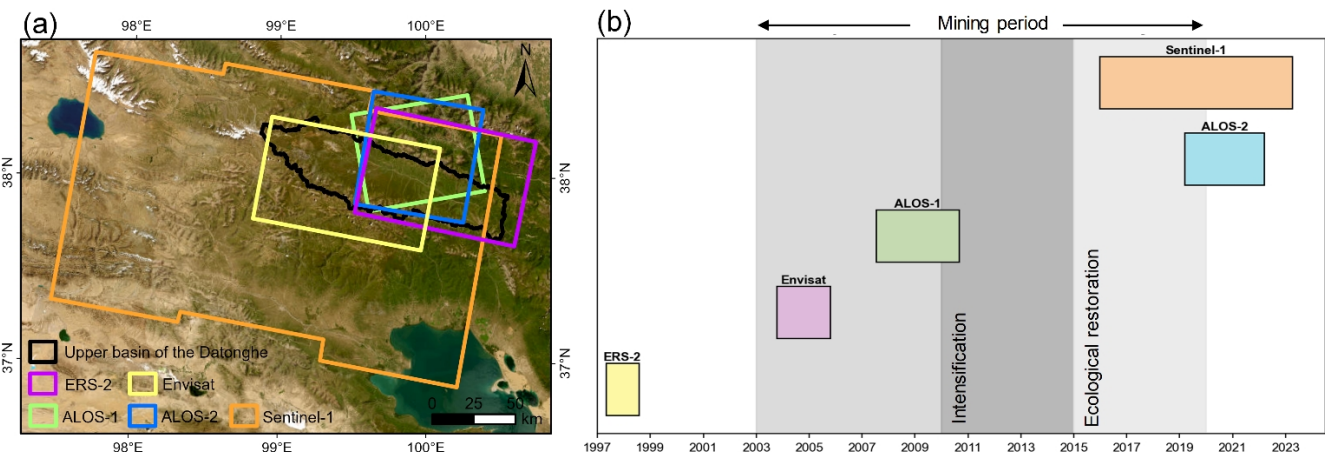 (a)
98°E 99°E 100°E
N
38°N 38°N
37°N 37°N
Upper basin of the Datonghe
ERS-2 Envisat
ALOS-1 ALOS-2 Sentinel-1
0 25 50
km
98°E 99°E 100°E
(b)
Mining period
Sentinel-1
ALOS-2
ALOS-1
Envisat
ERS-2
Intensification
Ecological restoration
1997 1999 2001 2003 2005 2007 2009 2011 2013 2015 2017 2019 2021 2023